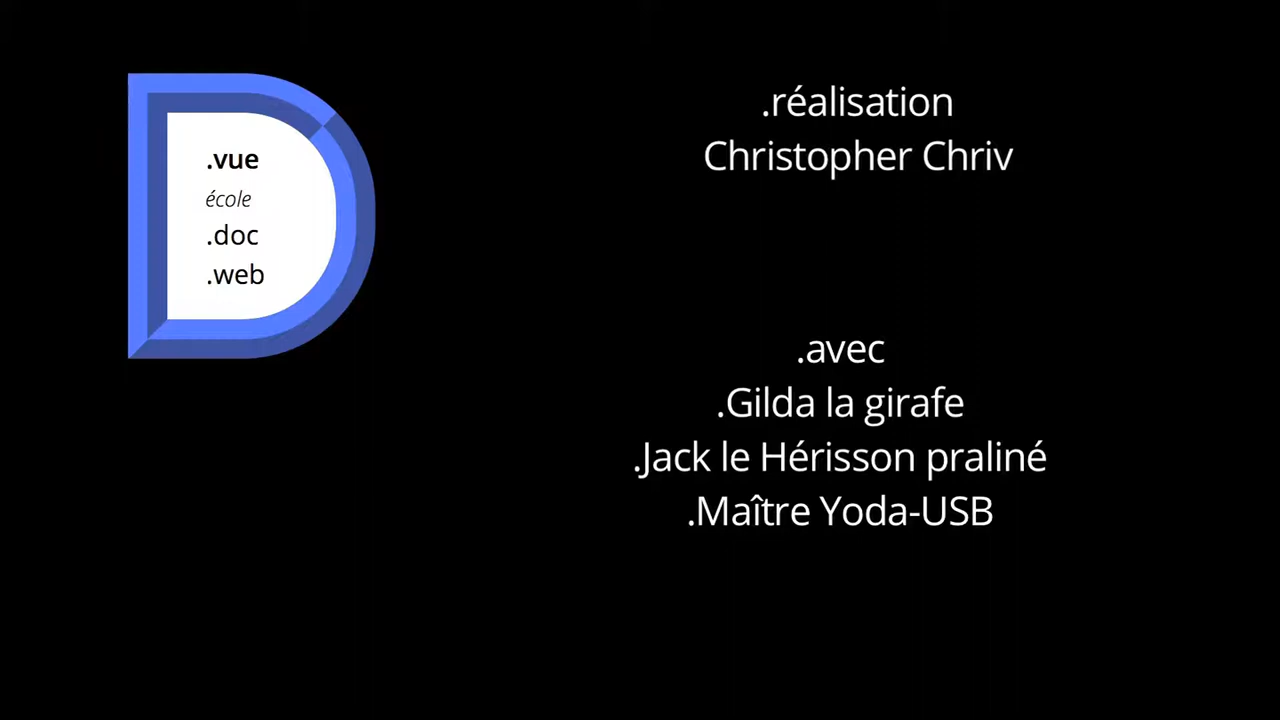 .vue
école
.doc
.web
.réalisation
Christopher Chriv
.avec
.Gilda la girafe
.Jack le Hérisson praliné
.Maître Yoda-USB